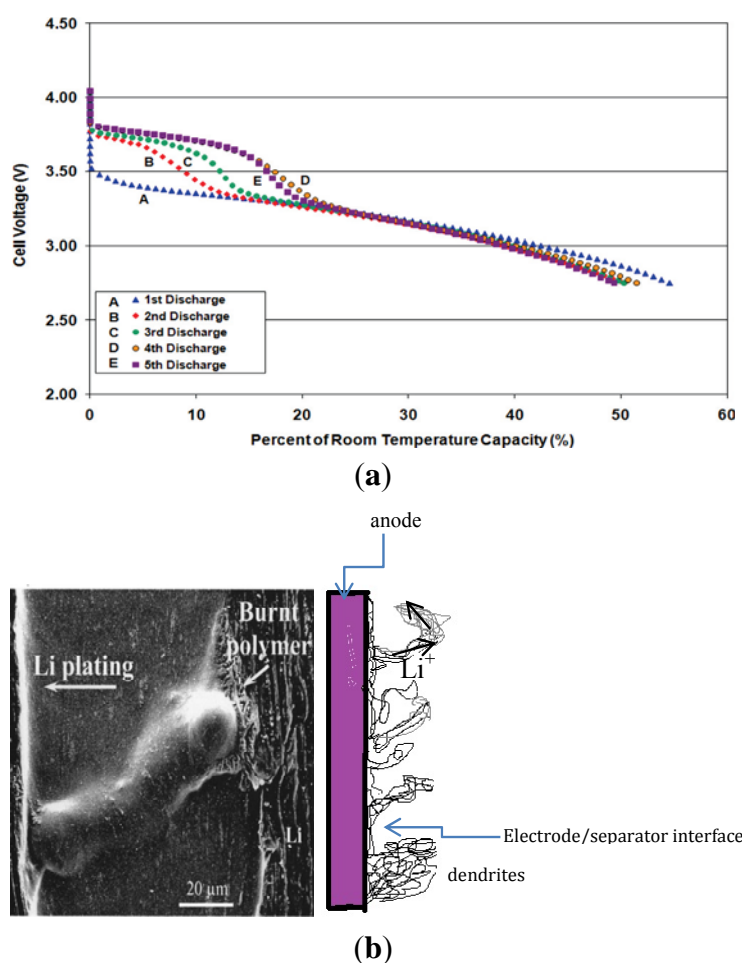 4.50
4.00
3.50
3.00
2.50
2.00
Cell Voltage (V)
B
C
A
E
D
A 1st Discharge
B 2nd Discharge
C 3rd Discharge
D 4th Discharge
E 5th Discharge
0
10
20
30
40
50
60
Percent of Room Temperature Capacity (%)
(a)
anode
Burnt
polymer
Li plating
Li
20 µm
Li+
Electrode/separator interface
dendrites
(b)